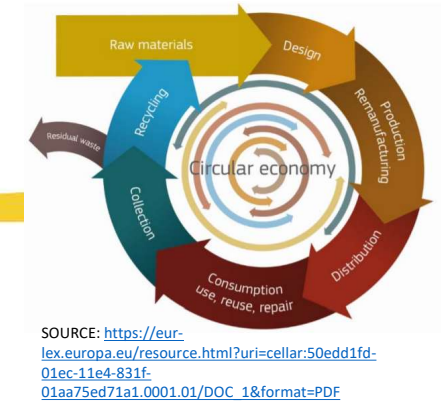 Raw materials
Design
Production
Remanufacturing
Distribution
Consumption
use, reuse, repair
Collection
Recycling
Residual waste
Circular economy
SOURCE: https://eur-
lex.europa.eu/resource.html?uri=cellar:50edd1fd-
01ec-11e4-831f-
01aa75ed71a1.0001.01/DOC_1&format=PDF